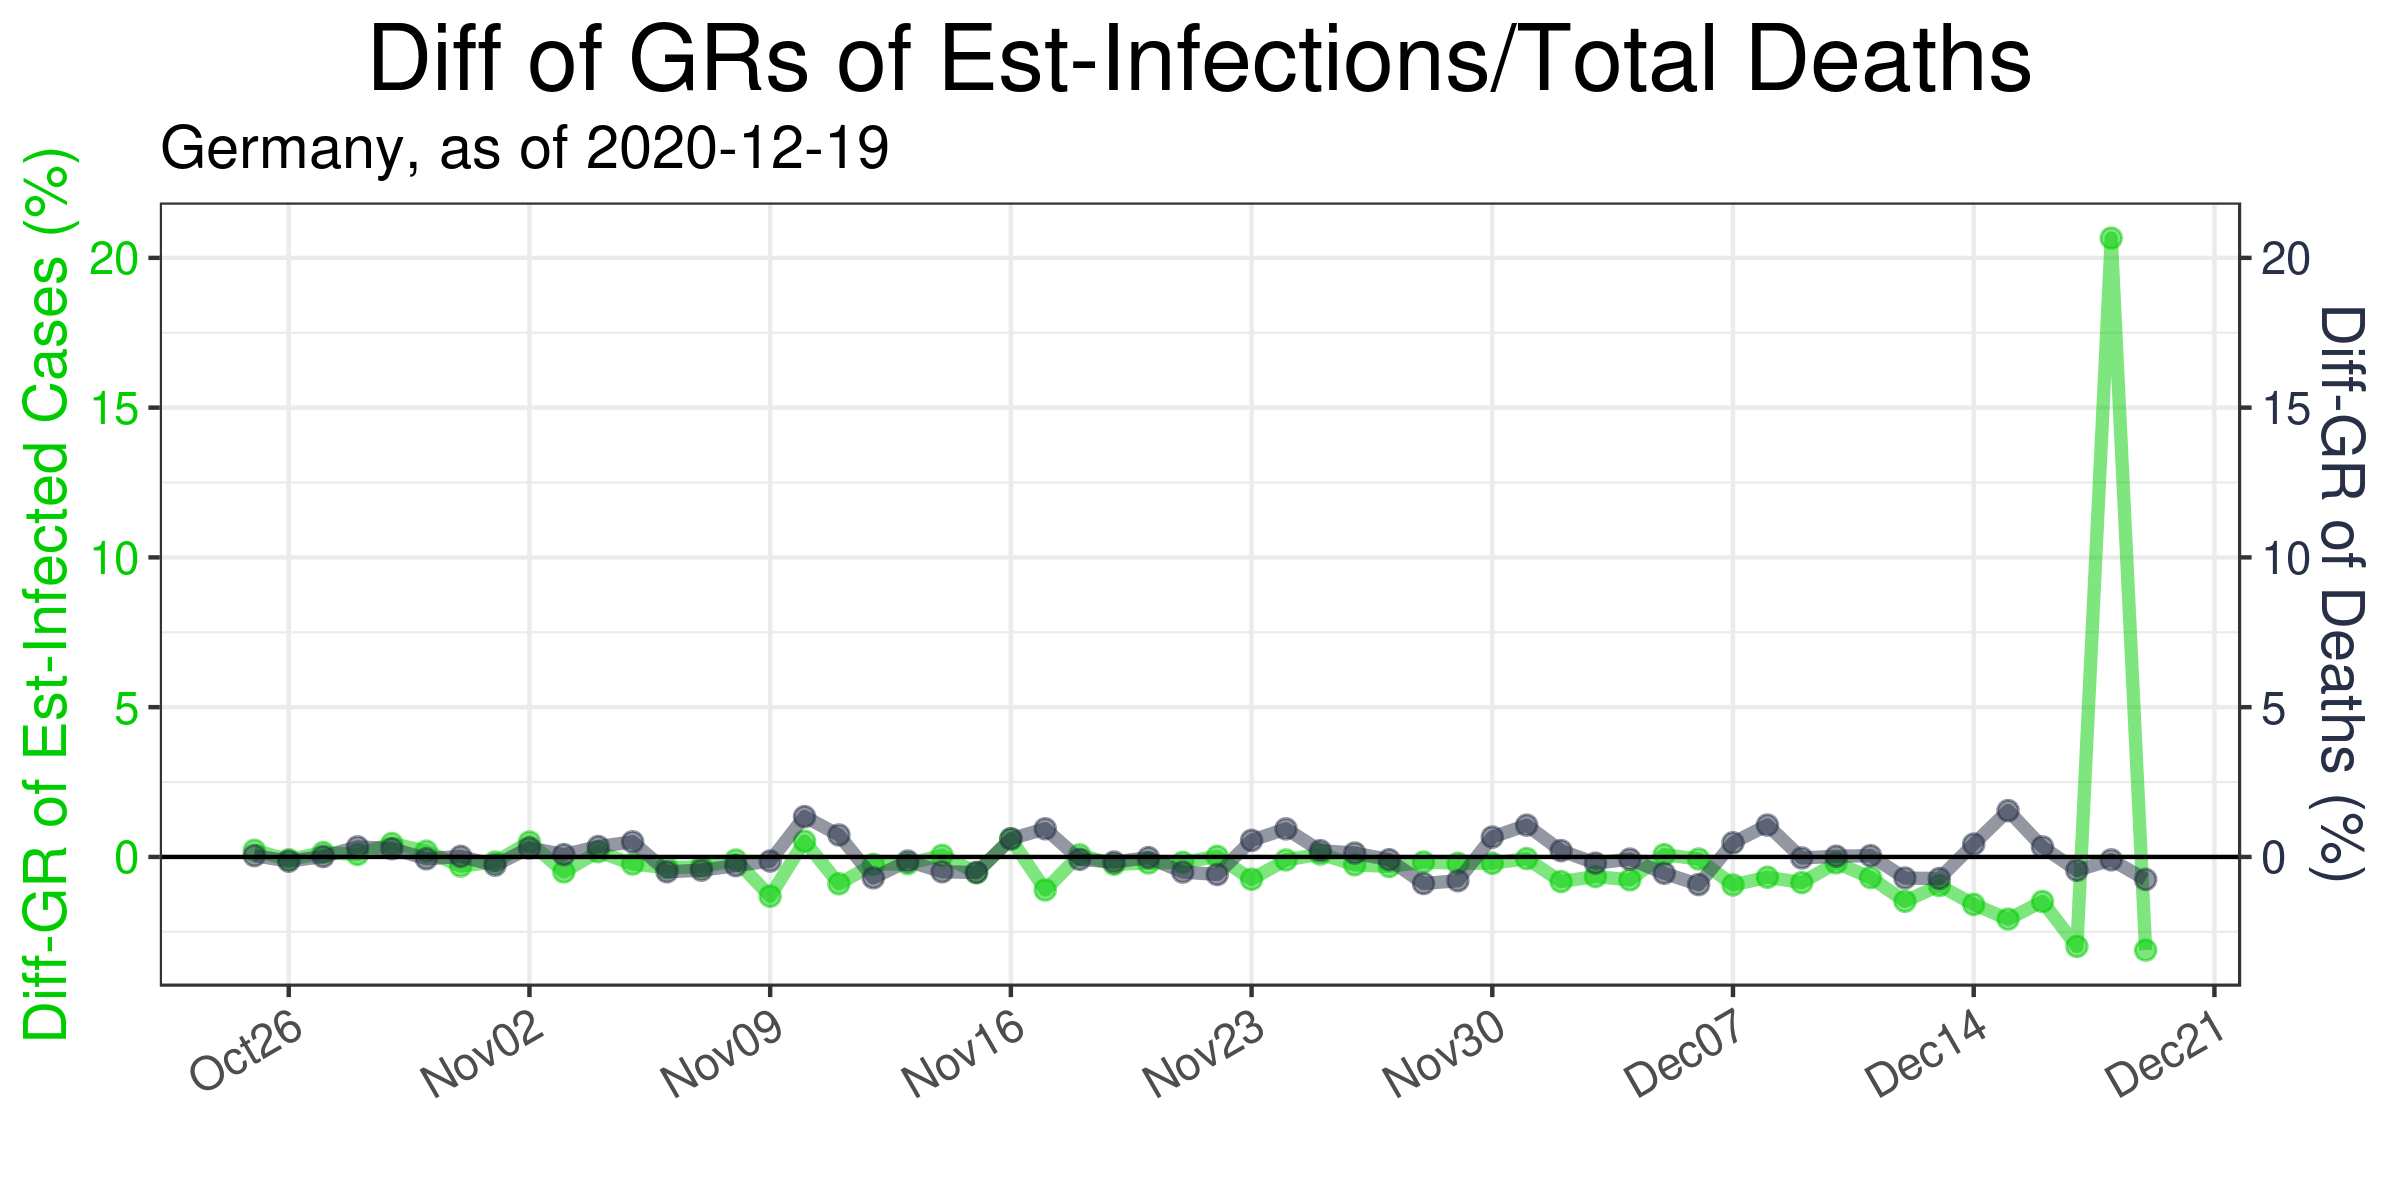 Diff of GRs of Est-Infections/Total Deaths
Germany, as of 2020-12-19
Diff-GR of Est-Infected Cases (%)
20
15
10
5
0
20
15
10
5
0
Diff-GR of Deaths (%)
Oct26
Nov02
Nov09
Nov16
Nov23
Nov30
Dec07
Dec14
Dec21